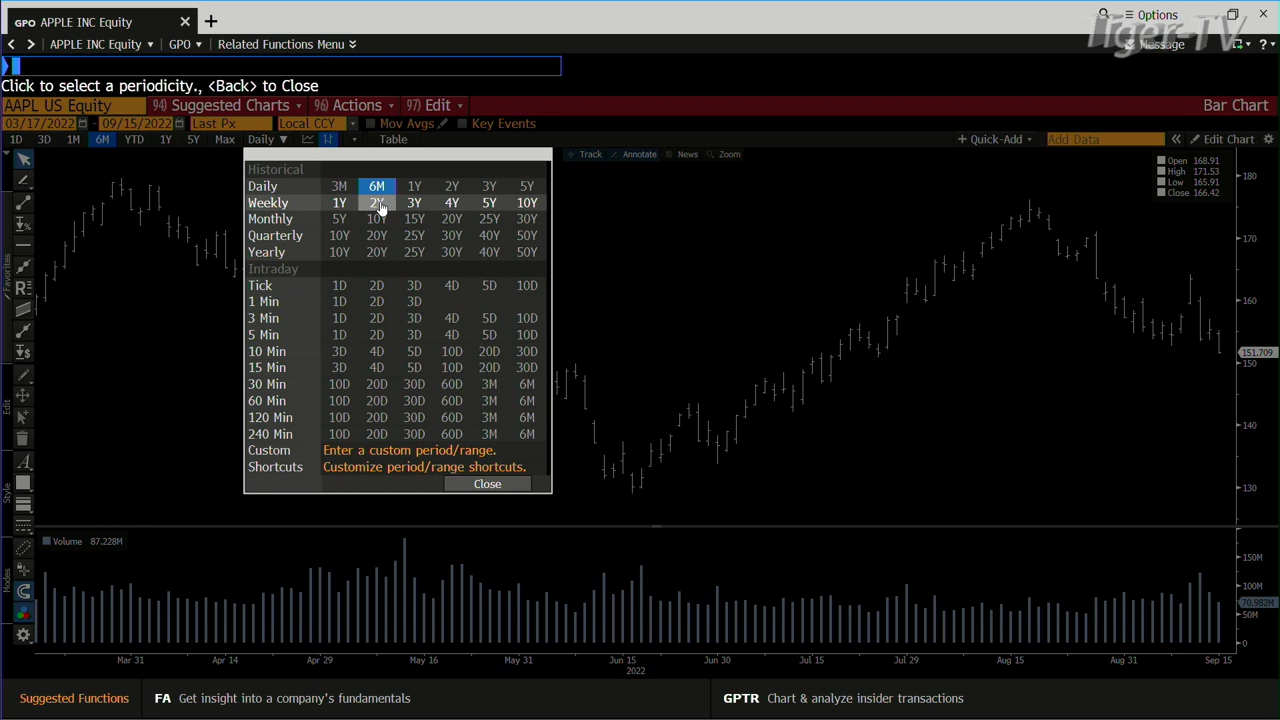 GPO APPLE INC Equity
Options
APPLE INC Equity GPO Related Functions Menu Message ?
Tiger-TV
Click to select a periodicity., <Back> to Close
AAPL US Equity 94) Suggested Charts 96) Actions 97) Edit Bar Chart
03/17/2022 - 09/15/2022 Last Px Local CCY Mov Avgs Key Events
1D 3D 1M 6M YTD 1Y 5Y Max Daily Table + Quick-Add Add Data Edit Chart
Track Annotate News Zoom
Open 168.91
High 171.53
Low 165.91
Close 166.42
Historical
Daily 3M 6M 1Y 2Y 3Y 5Y
Weekly 1Y 2Y 3Y 4Y 5Y 10Y
Monthly 5Y 10Y 15Y 20Y 25Y 30Y
Quarterly 10Y 20Y 25Y 30Y 40Y 50Y
Yearly 10Y 20Y 25Y 30Y 40Y 50Y
Intraday
Tick 1D 2D 3D 4D 5D 10D
1 Min 1D 2D 3D
3 Min 1D 2D 3D 4D 5D 10D
5 Min 1D 2D 3D 4D 5D 10D
10 Min 3D 4D 5D 10D 20D 30D
15 Min 3D 4D 5D 10D 20D 30D
30 Min 10D 20D 30D 60D 3M 6M
60 Min 10D 20D 30D 60D 3M 6M
120 Min 10D 20D 30D 60D 3M 6M
240 Min 10D 20D 30D 60D 3M 6M
Custom Enter a custom period/range.
Shortcuts Customize period/range shortcuts.
Close
180
170
160
151.709
150
140
130
Favorites
Edit
Style
Modes
Volume 87.228M
150M
100M
70.982M
50M
0
Mar 31 Apr 14 Apr 29 May 16 May 31 Jun 15 Jun 30 Jul 15 Jul 29 Aug 15 Aug 31 Sep 15
2022
Suggested Functions FA Get insight into a company's fundamentals GPTR Chart & analyze insider transactions